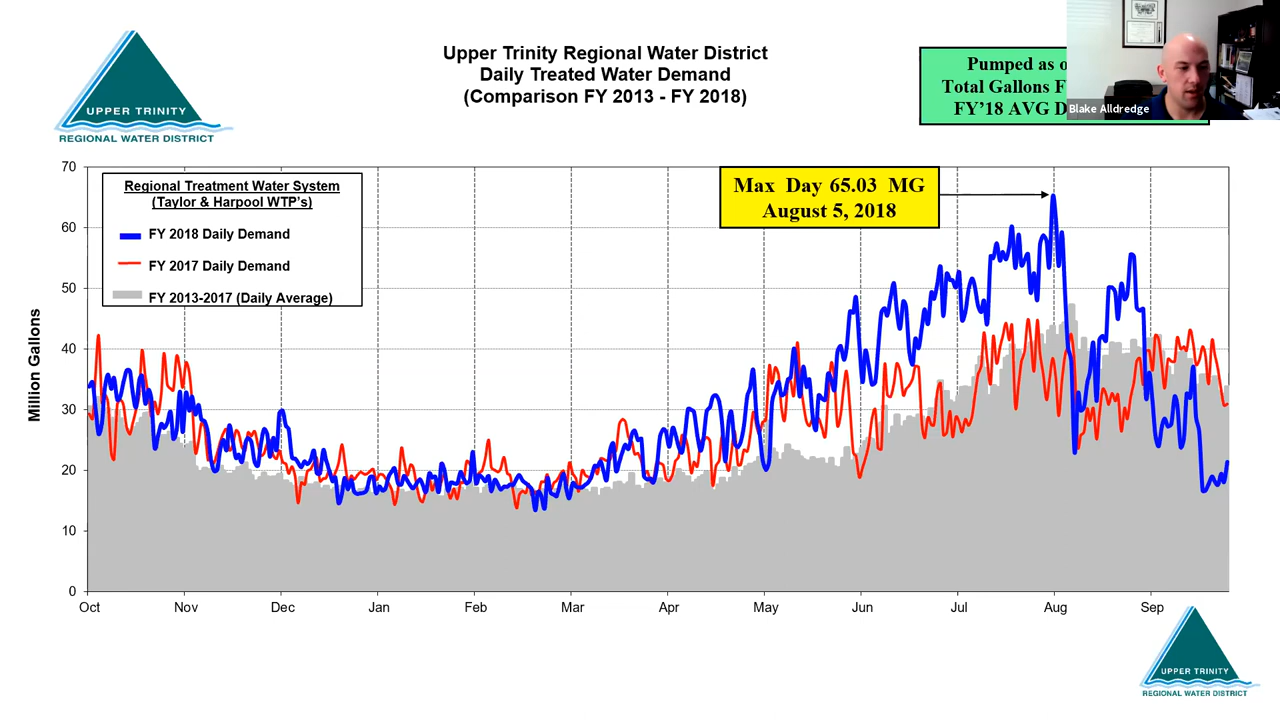 UPPER TRINITY
REGIONAL WATER DISTRICT
Upper Trinity Regional Water District
Daily Treated Water Demand
(Comparison FY 2013 - FY 2018)
Pumped as
Total Gallons
FY'18 AVG
Blake Alldredge
Max Day 65.03 MG
August 5, 2018
Regional Treatment Water System
(Taylor & Harpool WTP's)
FY 2018 Daily Demand
FY 2017 Daily Demand
FY 2013-2017 (Daily Average)
Million Gallons
70
60
50
40
30
20
10
0
Oct Nov Dec Jan Feb Mar Apr May Jun Jul Aug Sep
UPPER TRINITY
REGIONAL WATER DISTRICT